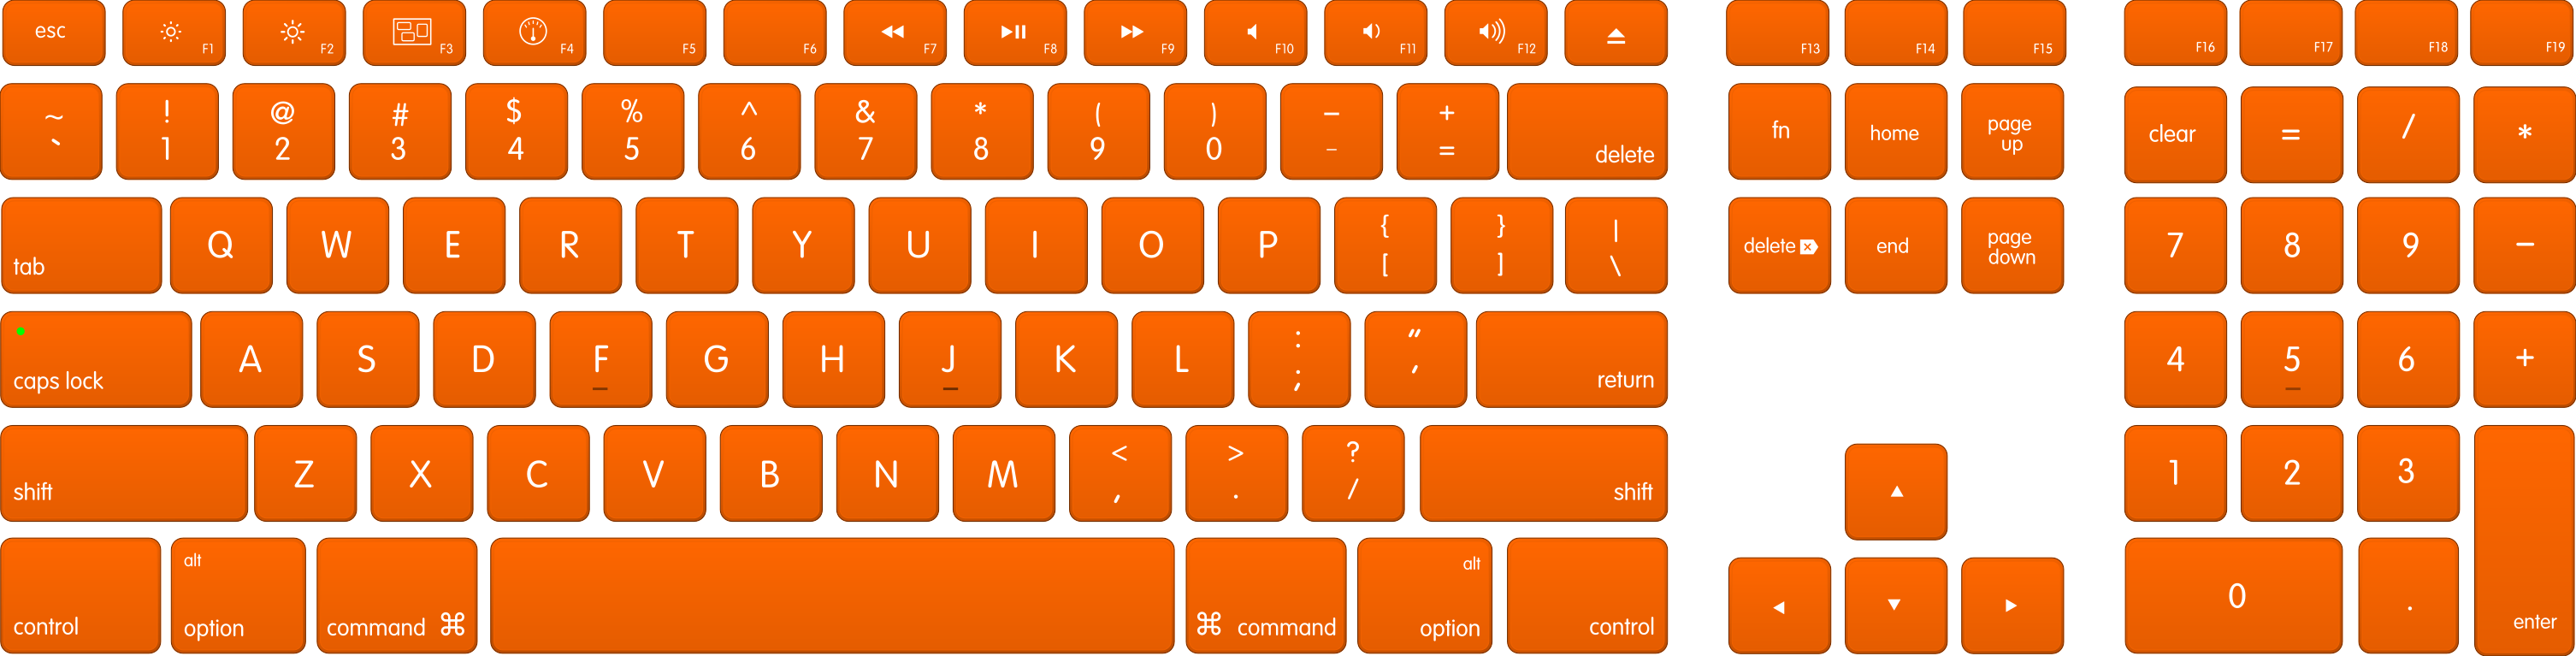 esc F1 F2 F3 F4 F5 F6 F7 F8 F9 F10 F11 F12 F13 F14 F15 F16 F17 F18 F19
~ ! @ # $ % ^ & * ( ) – +
` 1 2 3 4 5 6 7 8 9 0 - = delete fn home page up clear = / *
tab Q W E R T Y U I O P { } |
[ ] \ delete end page down 7 8 9 –
caps lock A S D F G H J K L : "
; ' return 4 5 6 +
shift Z X C V B N M < > ?
, . / shift 1 2 3
alt alt
control option command ⌘ ⌘ command option control 0 . enter